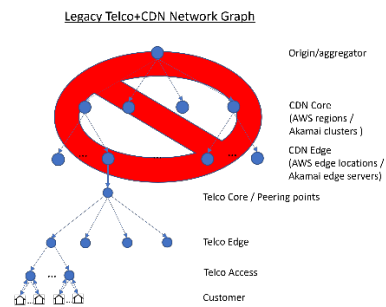 Legacy Telco+CDN Network Graph
Origin/aggregator
CDN Core
(AWS regions /
Akamai clusters )
CDN Edge
(AWS edge locations /
Akamai edge servers)
Telco Core / Peering points
Telco Edge
Telco Access
Customer